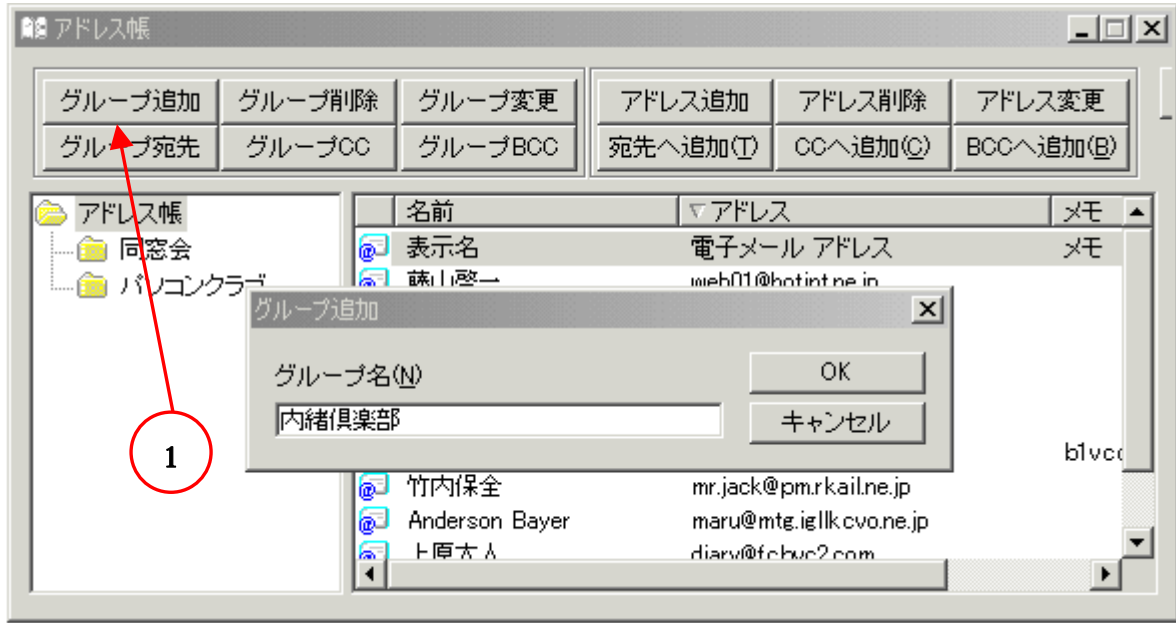 アドレス帳
グループ追加 グループ削除 グループ変更 アドレス追加 アドレス削除 アドレス変更
グループ宛先 グループCC グループBCC 宛先へ追加(T) CCへ追加(C) BCCへ追加(B)
アドレス帳
同窓会
パソコンクラブ
名前 アドレス メモ
表示名 電子メール アドレス メモ
藤山啓一 web01@hotint.ne.jp
グループ追加
グループ名(N)
内緒倶楽部
OK
キャンセル
1
b1vc
竹内保全 mr.jack@pm.rkail.ne.jp
Anderson Bayer maru@mtg.igllkcvo.ne.jp